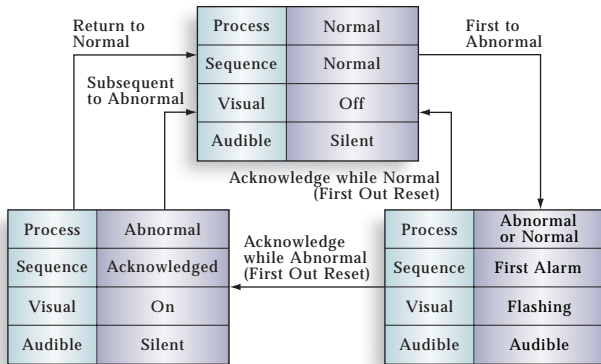 Return to
Normal
Subsequent
to Abnormal
Process Normal
Sequence Normal
Visual Off
Audible Silent
First to
Abnormal
Acknowledge while Normal
(First Out Reset)
Process Abnormal
Sequence Acknowledged
Visual On
Audible Silent
Acknowledge
while Abnormal
(First Out Reset)
Process Abnormal
or Normal
Sequence First Alarm
Visual Flashing
Audible Audible